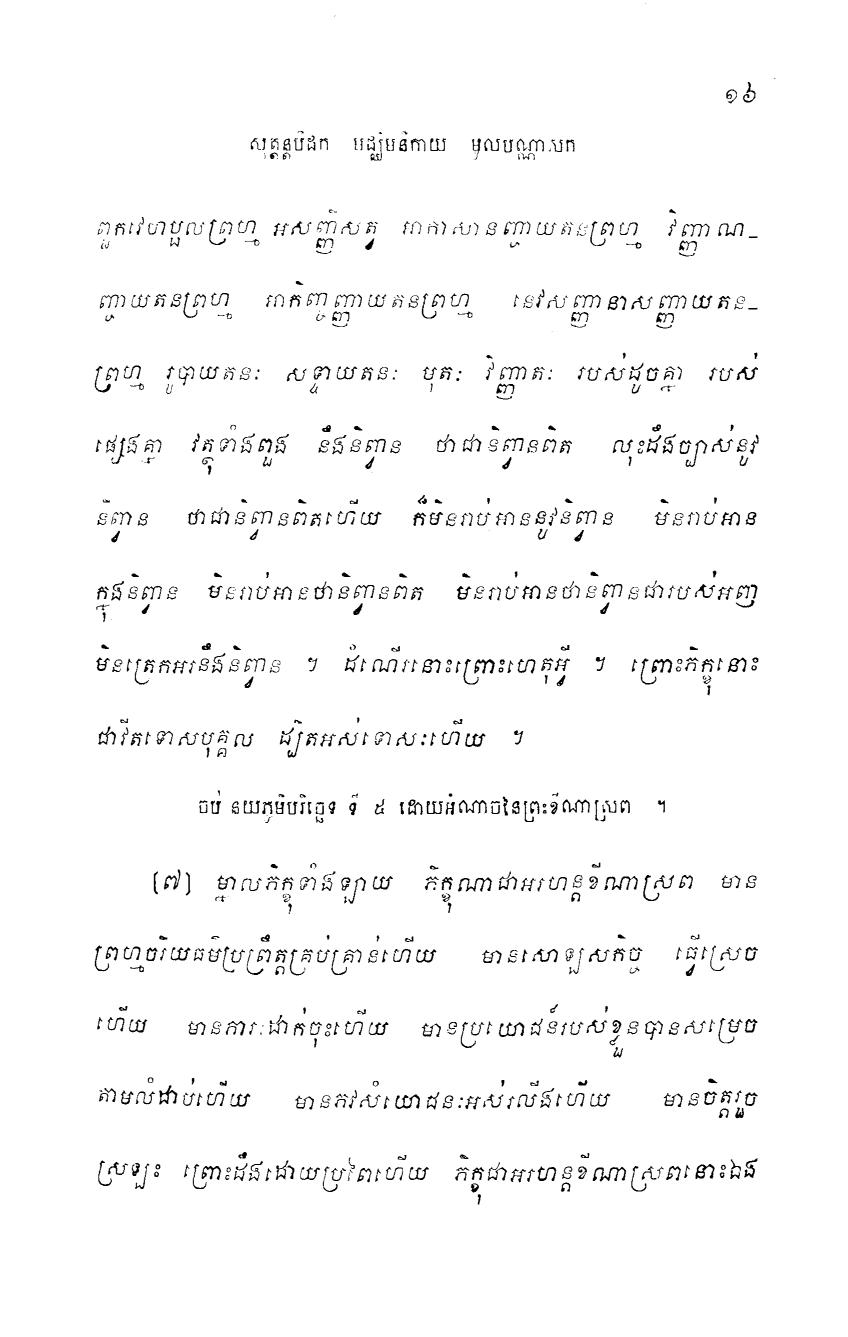 ១៦
សុត្តន្តបិដក មជ្ឈិមនិកាយ មូលបណ្ណាសក
ពួកវេហប្ផលព្រហ្ម អសញ្ញីសត្វ អាកាសានញ្ចាយតនព្រហ្ម វិញ្ញាណ-
ញ្ចាយតនព្រហ្ម អាកិញ្ចញ្ញាយតនព្រហ្ម នេវសញ្ញានាសញ្ញាយតន-
ព្រហ្ម រូបាយតនៈ សទ្ទាយតនៈ មុតៈ វិញ្ញាតៈ របស់ដូចគ្នា របស់
ផ្សេងគ្នា វត្ថុទាំងពួង នឹងនិព្វាន ថាជានិព្វានពិត លុះដឹងច្បាស់នូវ
និព្វាន ថាជានិព្វានពិតហើយ ក៏មិនរាប់អាននូវនិព្វាន មិនរាប់អាន
ក្នុងនិព្វាន មិនរាប់អានថានិព្វានពិត មិនរាប់អានថានិព្វានជារបស់អញ
មិនត្រេកអរនឹងនិព្វាន ។ ដំណើរនោះព្រោះហេតុអ្វី ។ ព្រោះភិក្ខុនោះ
ជាវីតទោសបុគ្គល ដ្បិតអស់ទោសៈហើយ ។
ចប់ នយភូមិបរិច្ឆេទ ទី ៥ ដោយអំណាចនៃព្រះខីណាស្រព ។
(៧) ម្នាលភិក្ខុទាំងឡាយ ភិក្ខុណាជាអរហន្តខីណាស្រព មាន
ព្រហ្មចរិយធម៌ប្រព្រឹត្តគ្រប់គ្រាន់ហើយ មានសោឡសកិច្ច ធ្វើស្រេច
ហើយ មានភារៈដាក់ចុះហើយ មានប្រយោជន៍របស់ខ្លួនបានសម្រេច
តាមលំដាប់ហើយ មានភវសំយោជនៈអស់រលីងហើយ មានចិត្តរួច
ស្រឡះ ព្រោះដឹងដោយប្រពៃហើយ ភិក្ខុជាអរហន្តខីណាស្រពនោះឯង